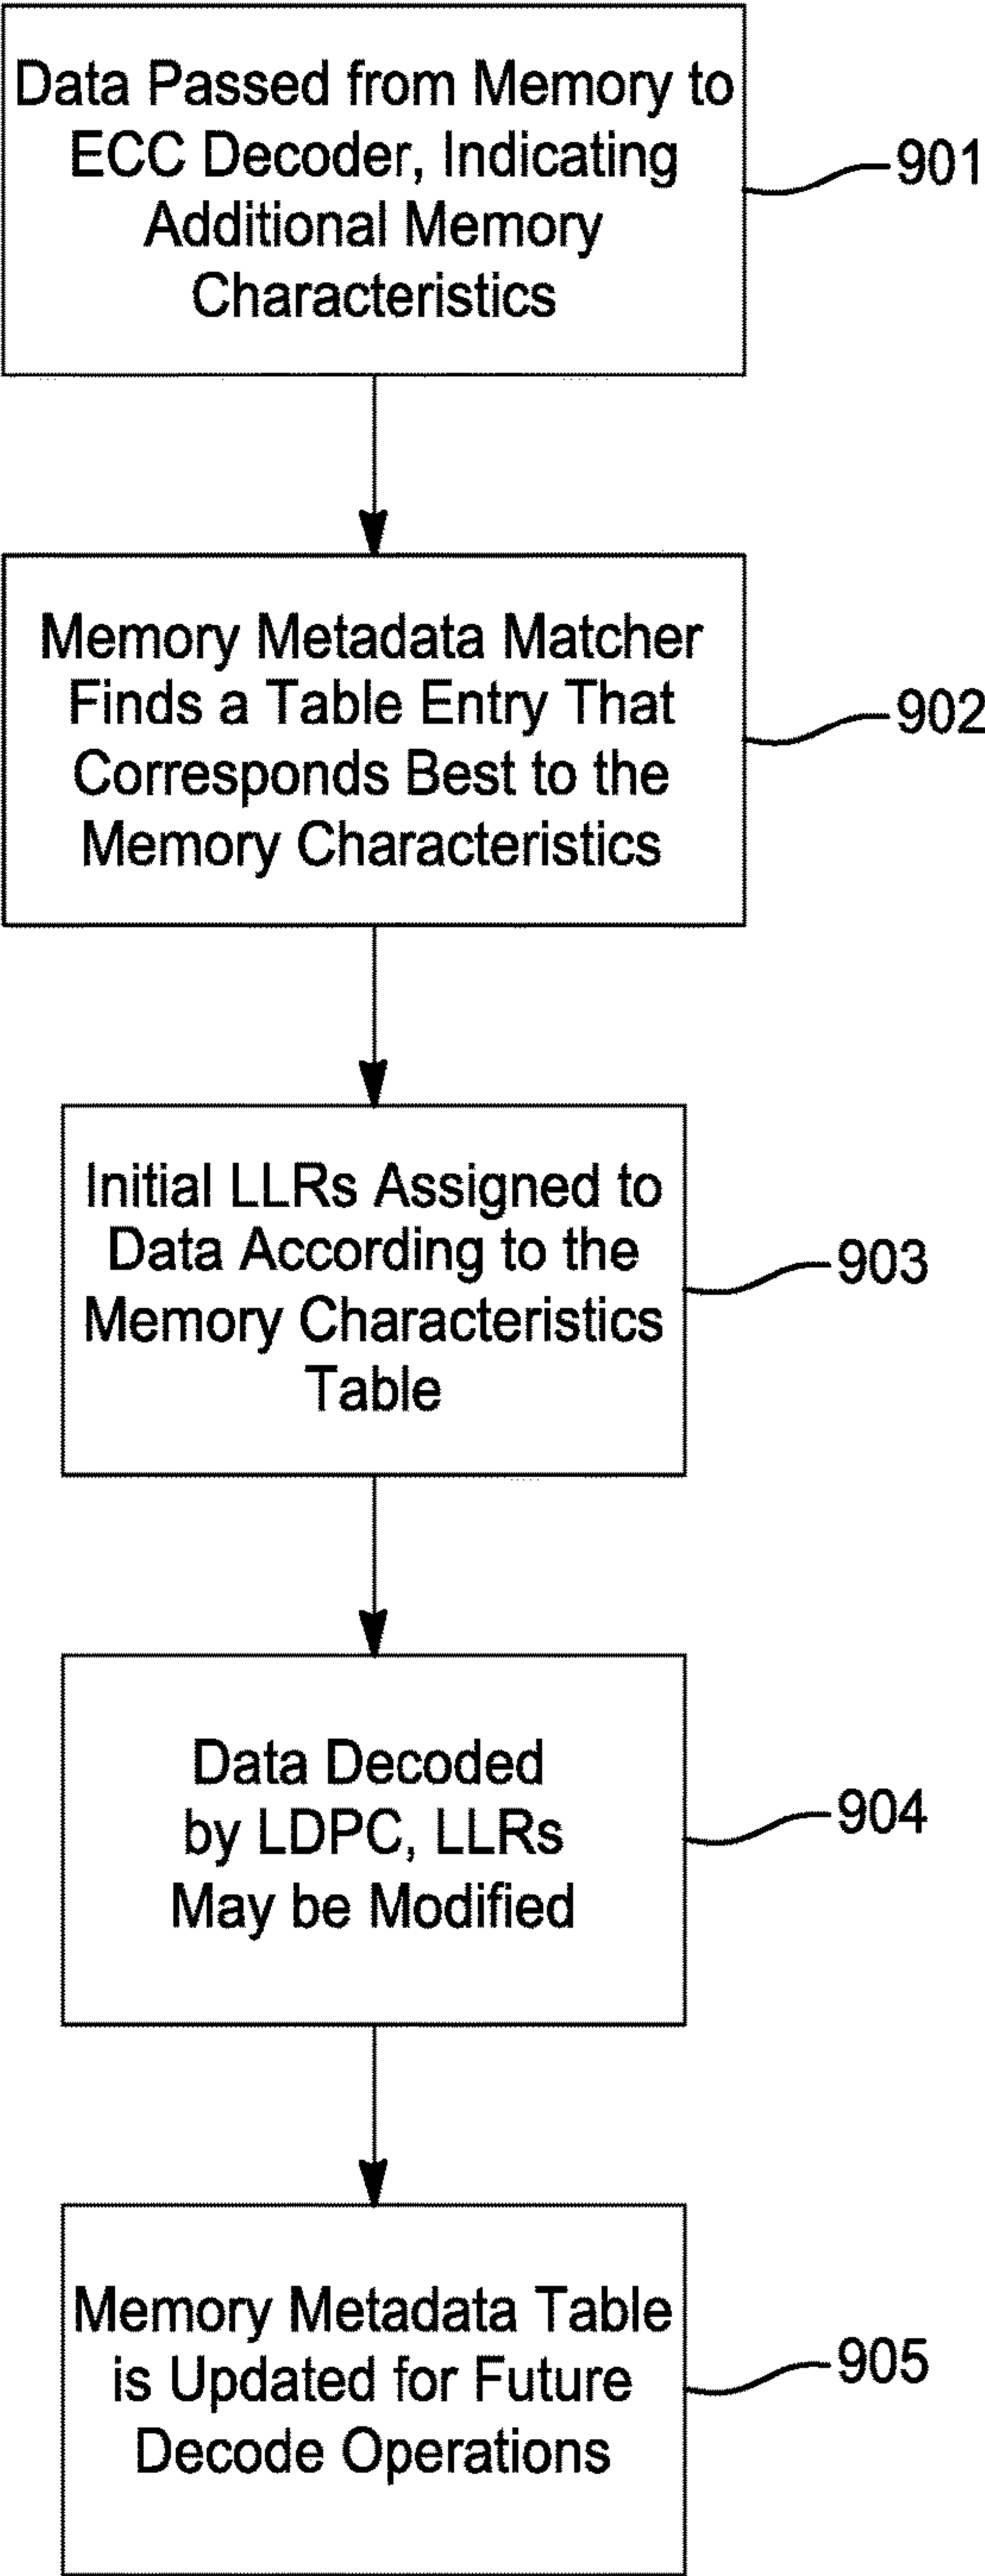 Data Passed from Memory to
ECC Decoder, Indicating
Additional Memory
Characteristics
901
Memory Metadata Matcher
Finds a Table Entry That
Corresponds Best to the
Memory Characteristics
902
Initial LLRs Assigned to
Data According to the
Memory Characteristics
Table
903
Data Decoded
by LDPC, LLRs
May be Modified
904
Memory Metadata Table
is Updated for Future
Decode Operations
905